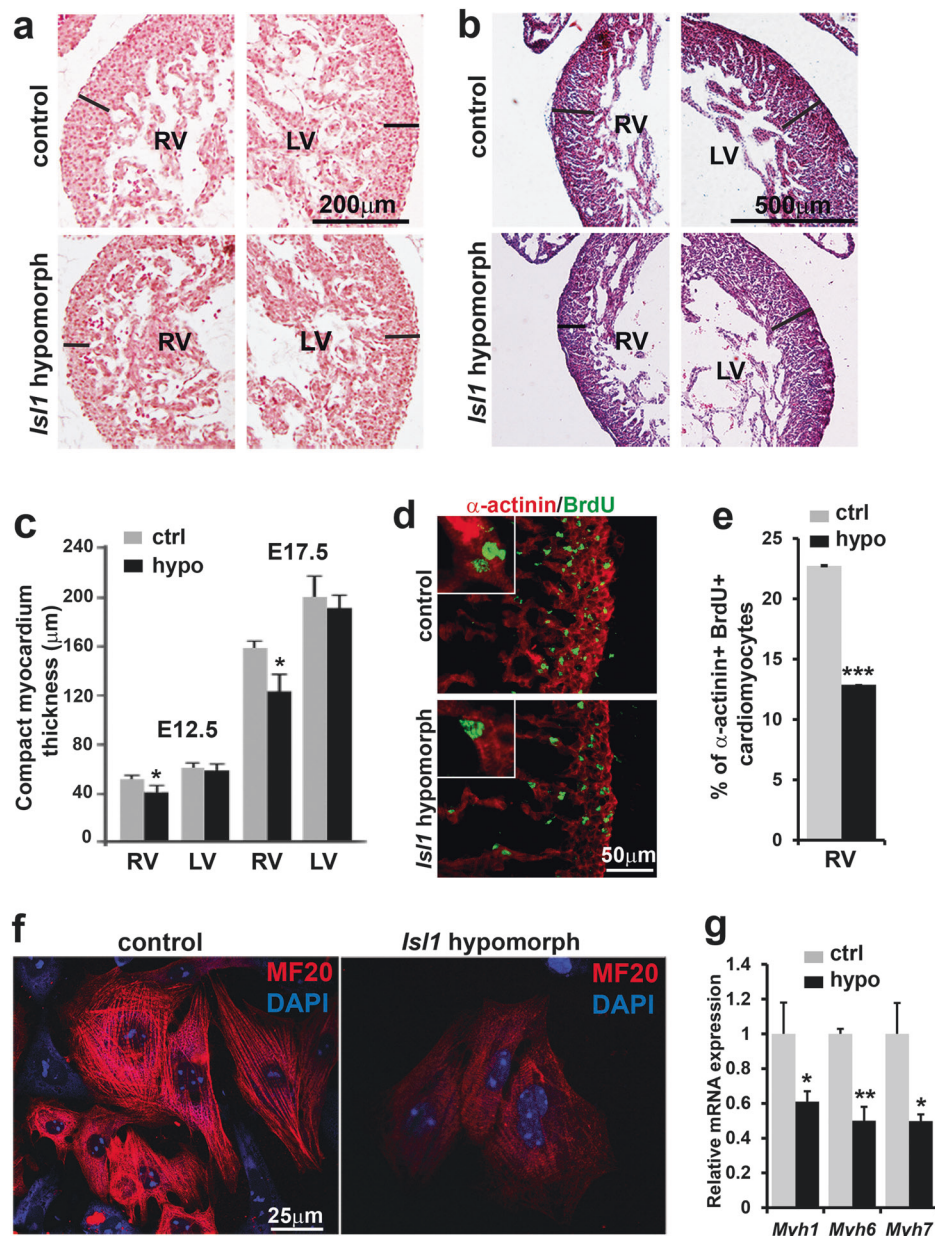 a
control
RV
LV
200μm
Isl1 hypomorph
RV
LV
b
control
RV
LV
500μm
Isl1 hypomorph
RV
LV
c
ctrl
hypo
Compact myocardium
thickness (μm)
240
200
160
120
80
40
0
E12.5
E17.5
*
*
RV LV RV LV
d
α-actinin/BrdU
control
Isl1 hypomorph
50μm
e
ctrl
hypo
% of α-actinin+ BrdU+
cardiomyocytes
25
20
15
10
5
0
***
RV
f
control
MF20
DAPI
25μm
Isl1 hypomorph
MF20
DAPI
g
ctrl
hypo
Relative mRNA expression
1.4
1.2
1
0.8
0.6
0.4
0.2
0
*
**
*
Myh1 Myh6 Myh7